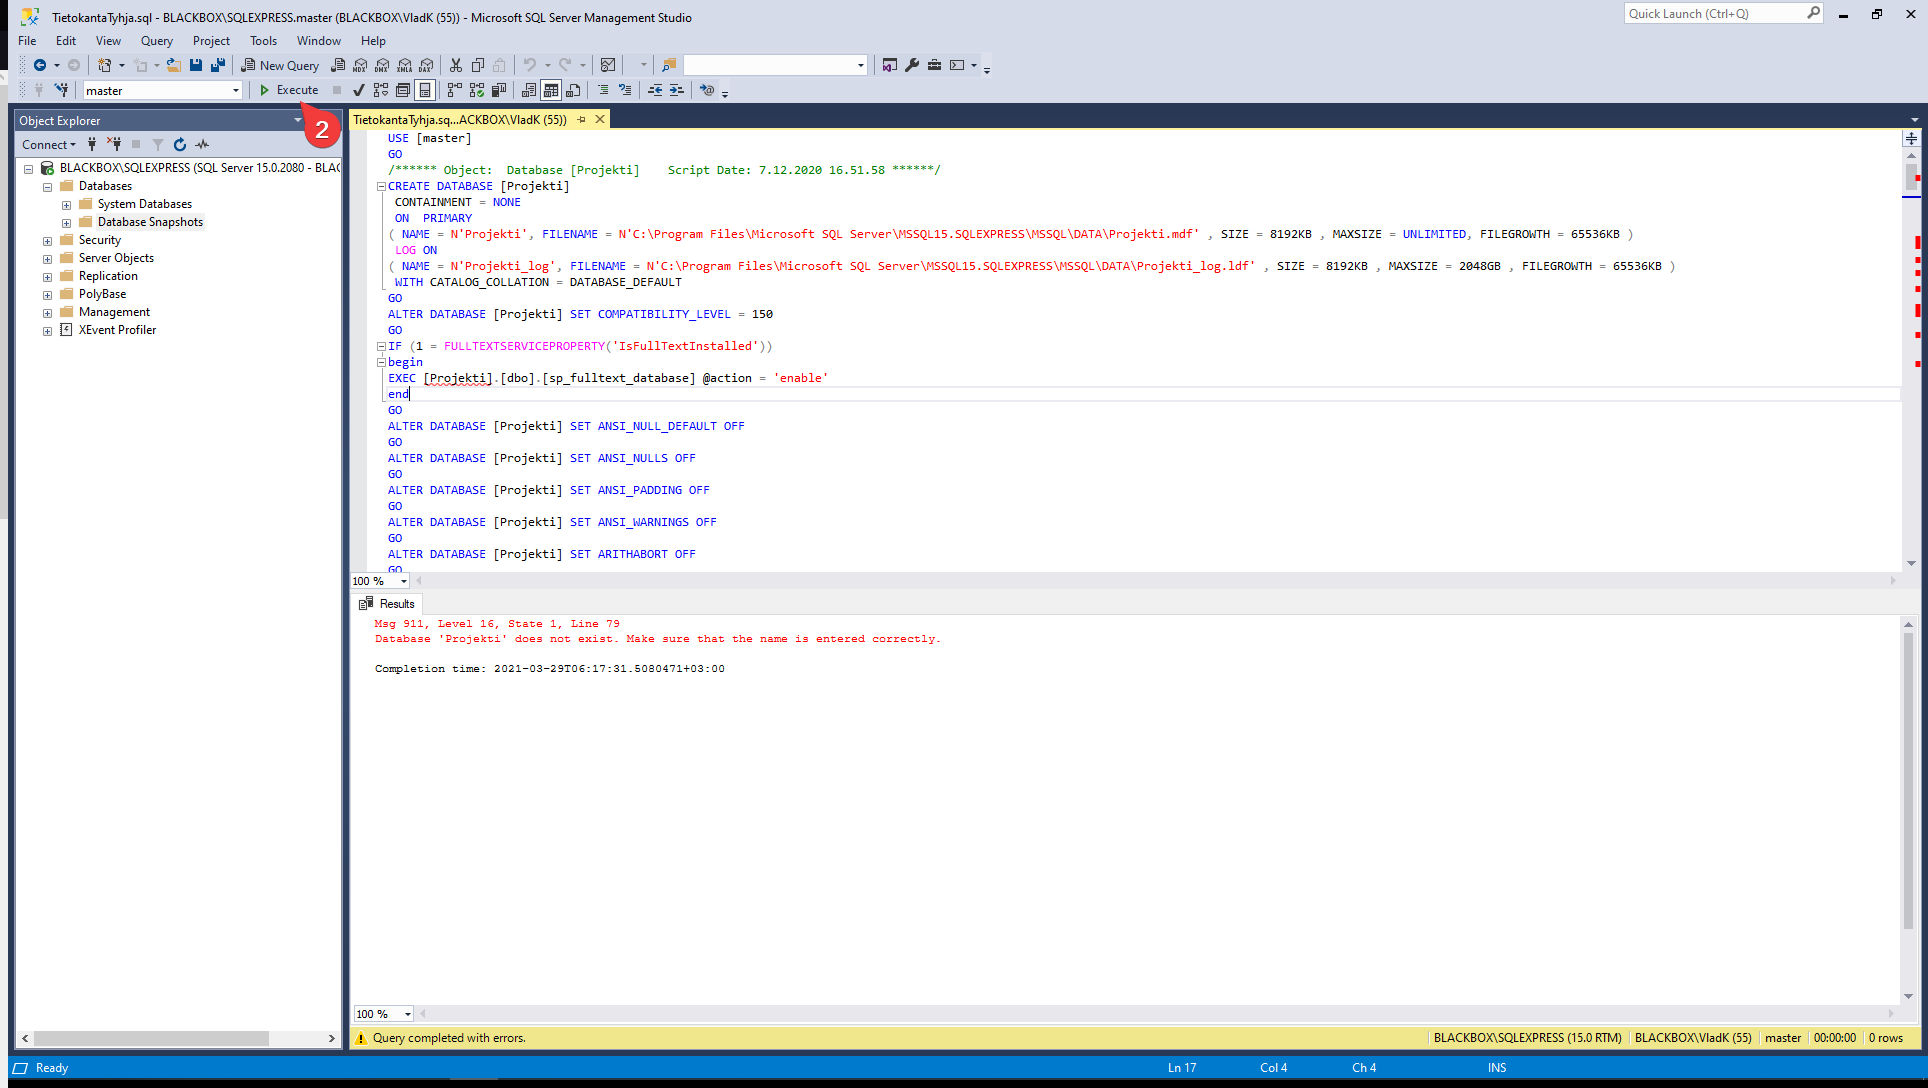 TietokantaTyhja.sql - BLACKBOX\SQLEXPRESS.master (BLACKBOX\VladK (55)) - Microsoft SQL Server Management Studio
Quick Launch (Ctrl+Q)
File Edit View Query Project Tools Window Help
New Query MDX DMX XMLA DAX
master Execute
2
Object Explorer
Connect
BLACKBOX\SQLEXPRESS (SQL Server 15.0.2080 - BLAC
Databases
System Databases
Database Snapshots
Security
Server Objects
Replication
PolyBase
Management
XEvent Profiler
TietokantaTyhja.sq...ACKBOX\VladK (55))
USE [master]
GO
/****** Object:  Database [Projekti]    Script Date: 7.12.2020 16.51.58 ******/
CREATE DATABASE [Projekti]
CONTAINMENT = NONE
ON  PRIMARY
( NAME = N'Projekti', FILENAME = N'C:\Program Files\Microsoft SQL Server\MSSQL15.SQLEXPRESS\MSSQL\DATA\Projekti.mdf' , SIZE = 8192KB , MAXSIZE = UNLIMITED, FILEGROWTH = 65536KB )
LOG ON
( NAME = N'Projekti_log', FILENAME = N'C:\Program Files\Microsoft SQL Server\MSSQL15.SQLEXPRESS\MSSQL\DATA\Projekti_log.ldf' , SIZE = 8192KB , MAXSIZE = 2048GB , FILEGROWTH = 65536KB )
WITH CATALOG_COLLATION = DATABASE_DEFAULT
GO
ALTER DATABASE [Projekti] SET COMPATIBILITY_LEVEL = 150
GO
IF (1 = FULLTEXTSERVICEPROPERTY('IsFullTextInstalled'))
begin
EXEC [Projekti].[dbo].[sp_fulltext_database] @action = 'enable'
end
GO
ALTER DATABASE [Projekti] SET ANSI_NULL_DEFAULT OFF
GO
ALTER DATABASE [Projekti] SET ANSI_NULLS OFF
GO
ALTER DATABASE [Projekti] SET ANSI_PADDING OFF
GO
ALTER DATABASE [Projekti] SET ANSI_WARNINGS OFF
GO
ALTER DATABASE [Projekti] SET ARITHABORT OFF
GO
100 %
Results
Msg 911, Level 16, State 1, Line 79
Database 'Projekti' does not exist. Make sure that the name is entered correctly.
Completion time: 2021-03-29T06:17:31.5080471+03:00
100 %
Query completed with errors. BLACKBOX\SQLEXPRESS (15.0 RTM) BLACKBOX\VladK (55) master 00:00:00 0 rows
Ready Ln 17 Col 4 Ch 4 INS